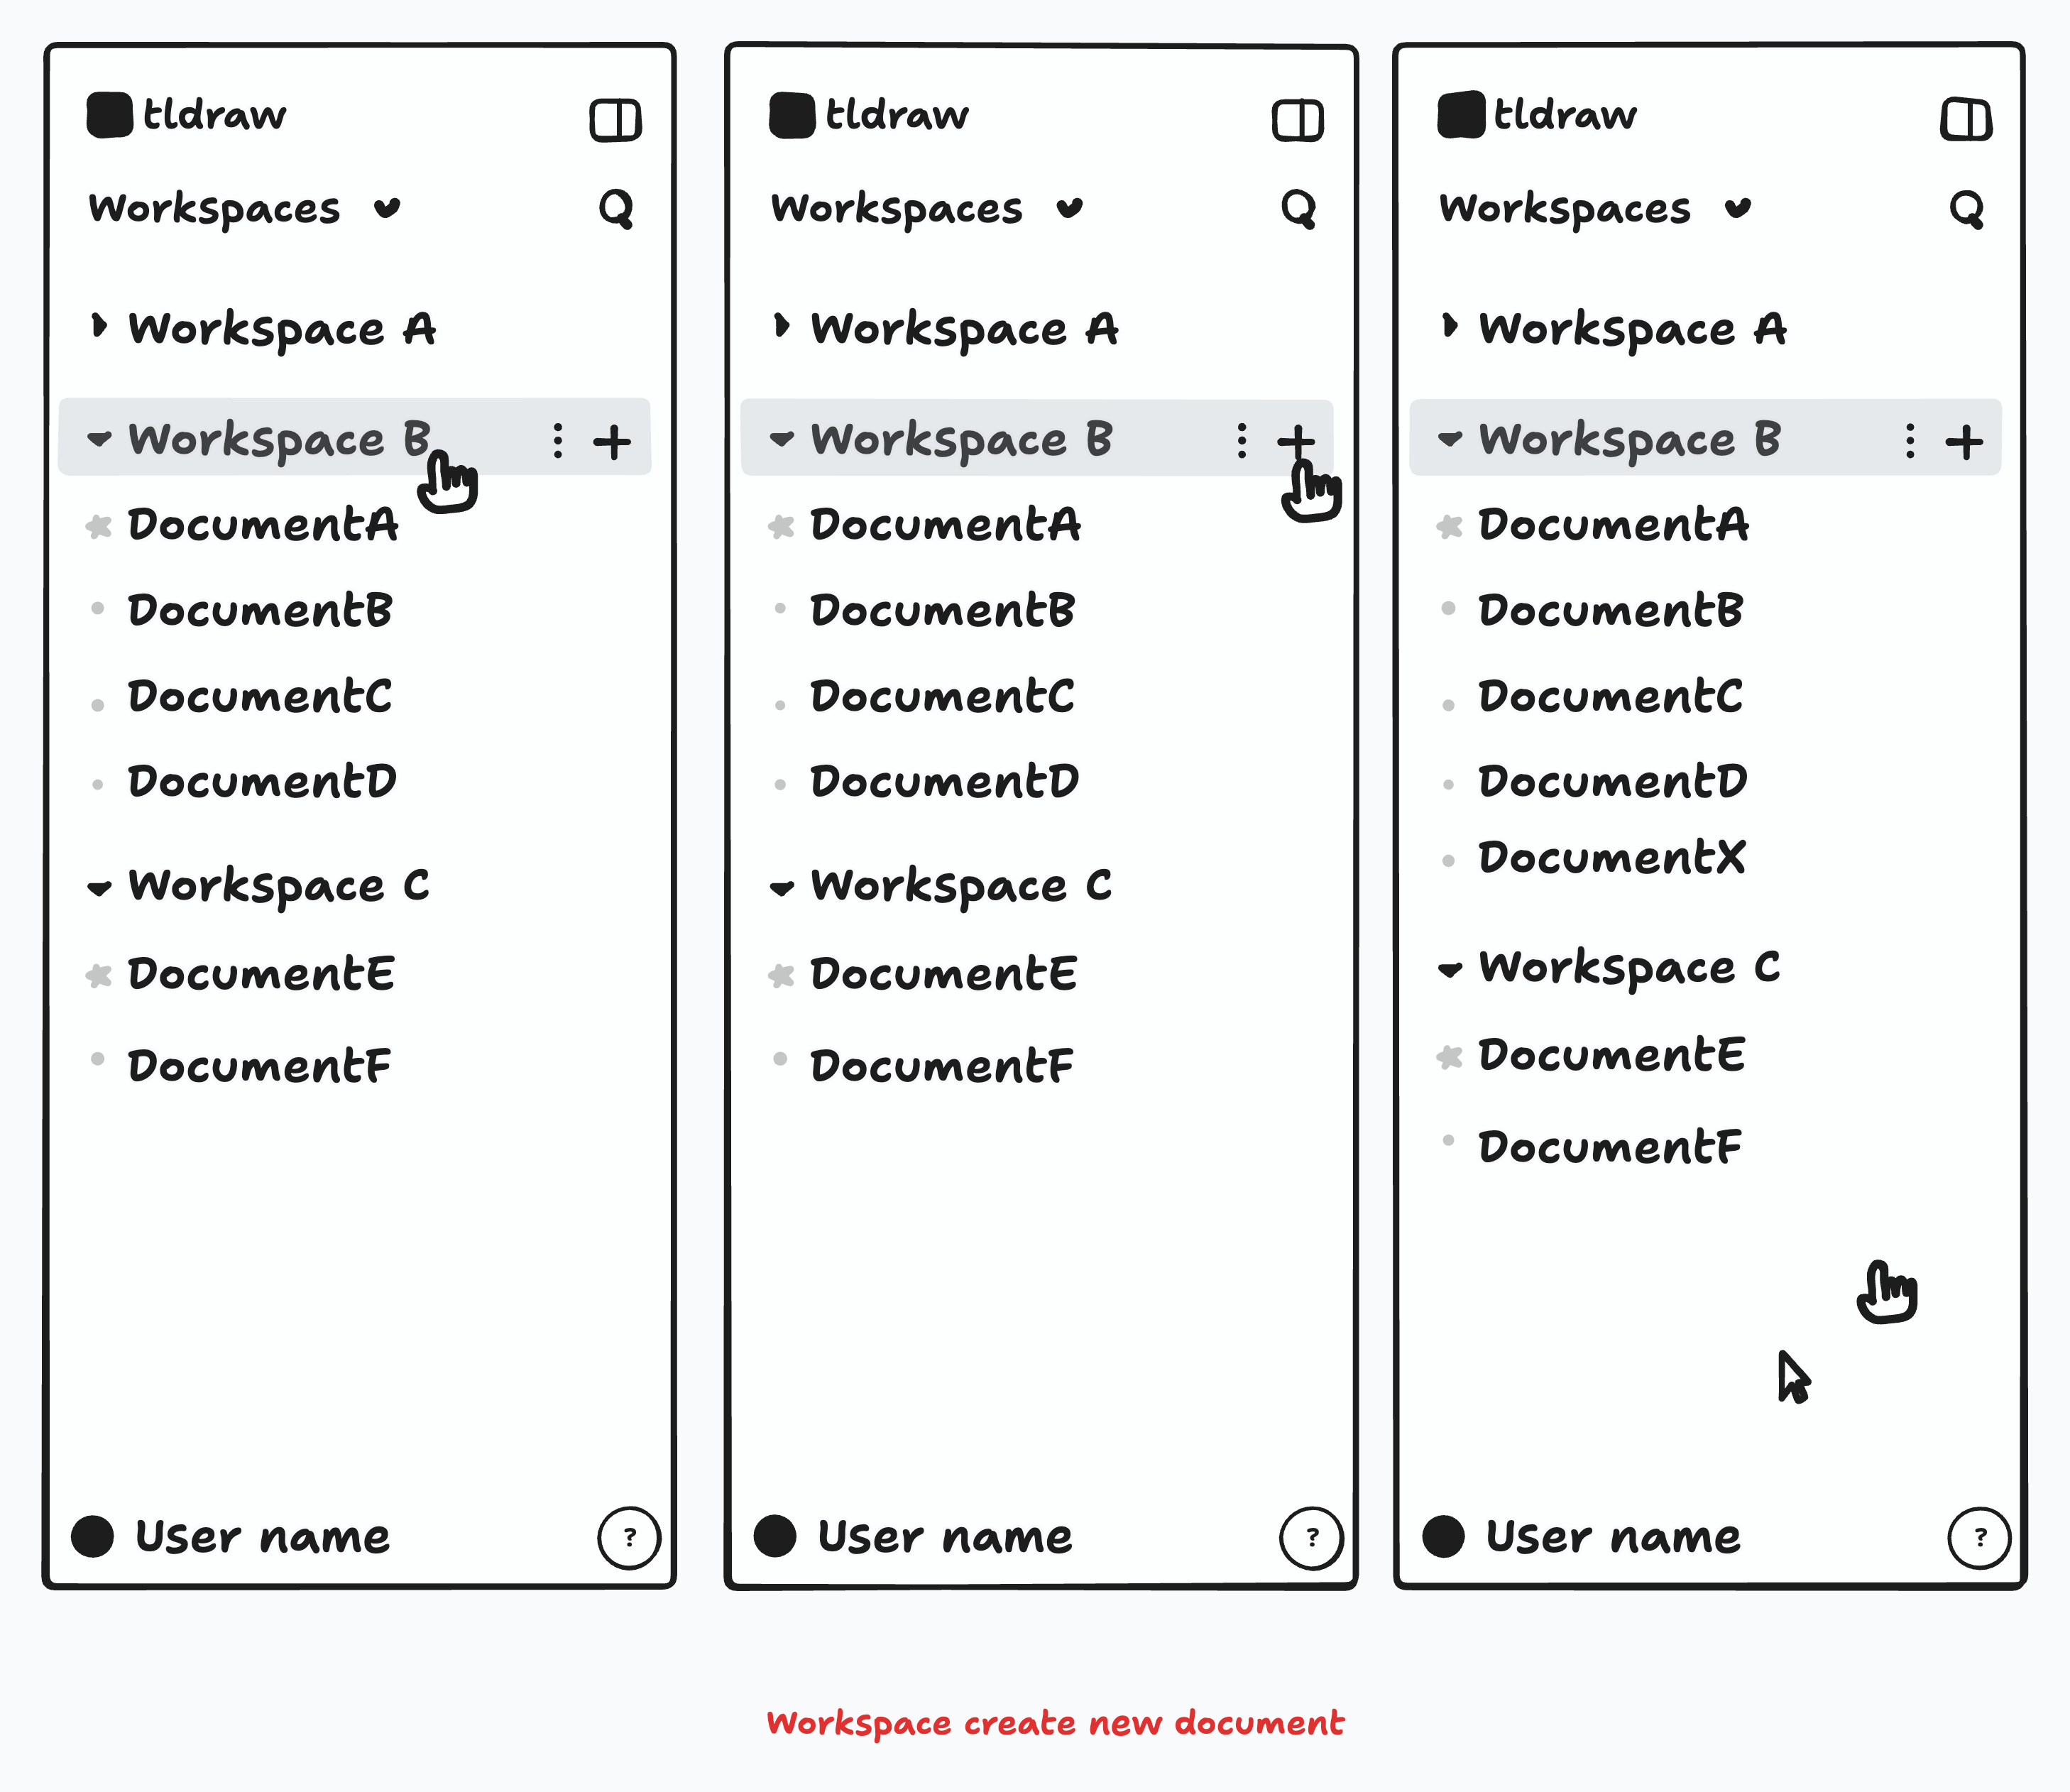 tldraw
Workspaces
Workspace A
Workspace B
DocumentA
DocumentB
DocumentC
DocumentD
Workspace C
DocumentE
DocumentF
User name
?
tldraw
Workspaces
Workspace A
Workspace B
DocumentA
DocumentB
DocumentC
DocumentD
Workspace C
DocumentE
DocumentF
User name
?
tldraw
Workspaces
Workspace A
Workspace B
DocumentA
DocumentB
DocumentC
DocumentD
DocumentX
Workspace C
DocumentE
DocumentF
User name
?
Workspace create new document